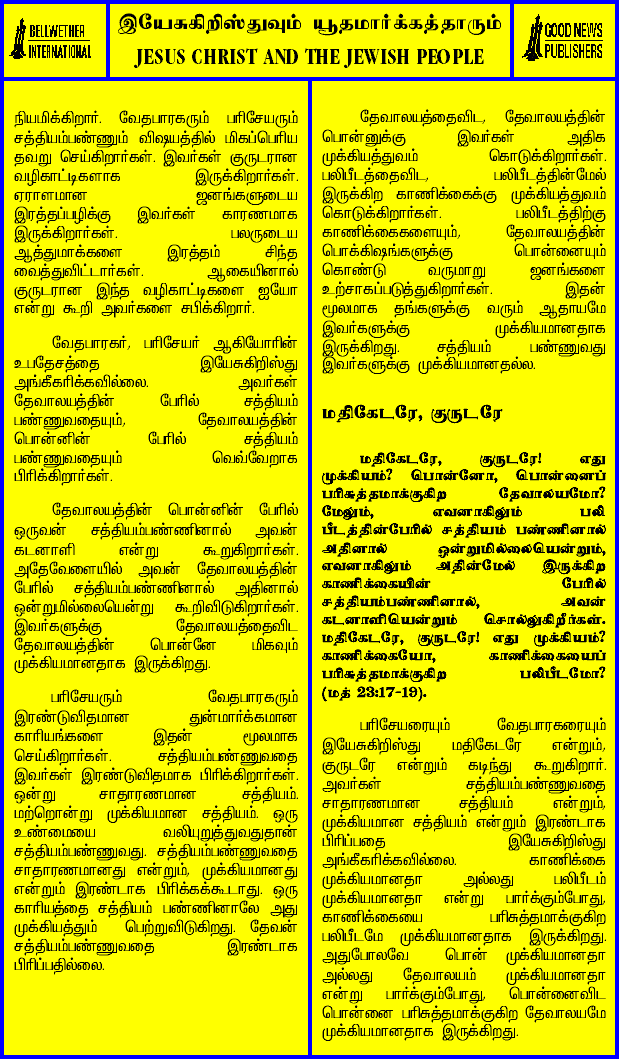 BELLWETHER
INTERNATIONAL
இயேசுகிறிஸ்துவும் யூதமார்க்கத்தாரும்
JESUS CHRIST AND THE JEWISH PEOPLE
GOOD NEWS
PUBLISHERS
நியமிக்கிறார். வேதபாரகரும் பரிசேயரும்
சத்தியம்பண்ணும் விஷயத்தில் மிகப்பெரிய
தவறு செய்கிறார்கள். இவர்கள் குருடரான
வழிகாட்டிகளாக இருக்கிறார்கள்.
ஏராளமான ஜனங்களுடைய
இரத்தப்பழிக்கு இவர்கள் காரணமாக
இருக்கிறார்கள். பலருடைய
ஆத்துமாக்களை இரத்தம் சிந்த
வைத்துவிட்டார்கள். ஆகையினால்
குருடரான இந்த வழிகாட்டிகளை ஐயோ
என்று கூறி அவர்களை சபிக்கிறார்.
வேதபாரகர், பரிசேயர் ஆகியோரின்
உபதேசத்தை இயேசுகிறிஸ்து
அங்கீகரிக்கவில்லை. அவர்கள்
தேவாலயத்தின் பேரில் சத்தியம்
பண்ணுவதையும், தேவாலயத்தின்
பொன்னின் பேரில் சத்தியம்
பண்ணுவதையும் வெவ்வேறாக
பிரிக்கிறார்கள்.
தேவாலயத்தின் பொன்னின் பேரில்
ஒருவன் சத்தியம்பண்ணினால் அவன்
கடனாளி என்று கூறுகிறார்கள்.
அதேவேளையில் அவன் தேவாலயத்தின்
பேரில் சத்தியம்பண்ணினால் அதினால்
ஒன்றுமில்லையென்று கூறிவிடுகிறார்கள்.
இவர்களுக்கு தேவாலயத்தைவிட
தேவாலயத்தின் பொன்னே மிகவும்
முக்கியமானதாக இருக்கிறது.
பரிசேயரும் வேதபாரகரும்
இரண்டுவிதமான துன்மார்க்கமான
காரியங்களை இதன் மூலமாக
செய்கிறார்கள். சத்தியம்பண்ணுவதை
இவர்கள் இரண்டுவிதமாக பிரிக்கிறார்கள்.
ஒன்று சாதாரணமான சத்தியம்.
மற்றொன்று முக்கியமான சத்தியம். ஒரு
உண்மையை வலியுறுத்துவதுதான்
சத்தியம்பண்ணுவது. சத்தியம்பண்ணுவதை
சாதாரணமானது என்றும், முக்கியமானது
என்றும் இரண்டாக பிரிக்கக்கூடாது. ஒரு
காரியத்தை சத்தியம் பண்ணினாலே அது
முக்கியத்தும் பெற்றுவிடுகிறது. தேவன்
சத்தியம்பண்ணுவதை இரண்டாக
பிரிப்பதில்லை.
தேவாலயத்தைவிட, தேவாலயத்தின்
பொன்னுக்கு இவர்கள் அதிக
முக்கியத்துவம் கொடுக்கிறார்கள்.
பலிபீடத்தைவிட, பலிபீடத்தின்மேல்
இருக்கிற காணிக்கைக்கு முக்கியத்துவம்
கொடுக்கிறார்கள். பலிபீடத்திற்கு
காணிக்கைகளையும், தேவாலயத்தின்
பொக்கிஷங்களுக்கு பொன்னையும்
கொண்டு வருமாறு ஜனங்களை
உற்சாகப்படுத்துகிறார்கள். இதன்
மூலமாக தங்களுக்கு வரும் ஆதாயமே
இவர்களுக்கு முக்கியமானதாக
இருக்கிறது. சத்தியம் பண்ணுவது
இவர்களுக்கு முக்கியமானதல்ல.
மதிகேடரே, குருடரே
மதிகேடரே, குருடரே! எது
முக்கியம்? பொன்னோ, பொன்னைப்
பரிசுத்தமாக்குகிற தேவாலயமோ?
மேலும், எவனாகிலும் பலி
பீடத்தின்பேரில் சத்தியம் பண்ணினால்
அதினால் ஒன்றுமில்லையென்றும்,
எவனாகிலும் அதின்மேல் இருக்கிற
காணிக்கையின் பேரில்
சத்தியம்பண்ணினால், அவன்
கடனாளியென்றும் சொல்லுகிறீர்கள்.
மதிகேடரே, குருடரே! எது முக்கியம்?
காணிக்கையோ, காணிக்கையைப்
பரிசுத்தமாக்குகிற பலிபீடமோ?
(மத் 23:17-19).
பரிசேயரையும் வேதபாரகரையும்
இயேசுகிறிஸ்து மதிகேடரே என்றும்,
குருடரே என்றும் கடிந்து கூறுகிறார்.
அவர்கள் சத்தியம்பண்ணுவதை
சாதாரணமான சத்தியம் என்றும்,
முக்கியமான சத்தியம் என்றும் இரண்டாக
பிரிப்பதை இயேசுகிறிஸ்து
அங்கீகரிக்கவில்லை. காணிக்கை
முக்கியமானதா அல்லது பலிபீடம்
முக்கியமானதா என்று பார்க்கும்போது,
காணிக்கையை பரிசுத்தமாக்குகிற
பலிபீடமே முக்கியமானதாக இருக்கிறது.
அதுபோலவே பொன் முக்கியமானதா
அல்லது தேவாலயம் முக்கியமானதா
என்று பார்க்கும்போது, பொன்னைவிட
பொன்னை பரிசுத்தமாக்குகிற தேவாலயமே
முக்கியமானதாக இருக்கிறது.